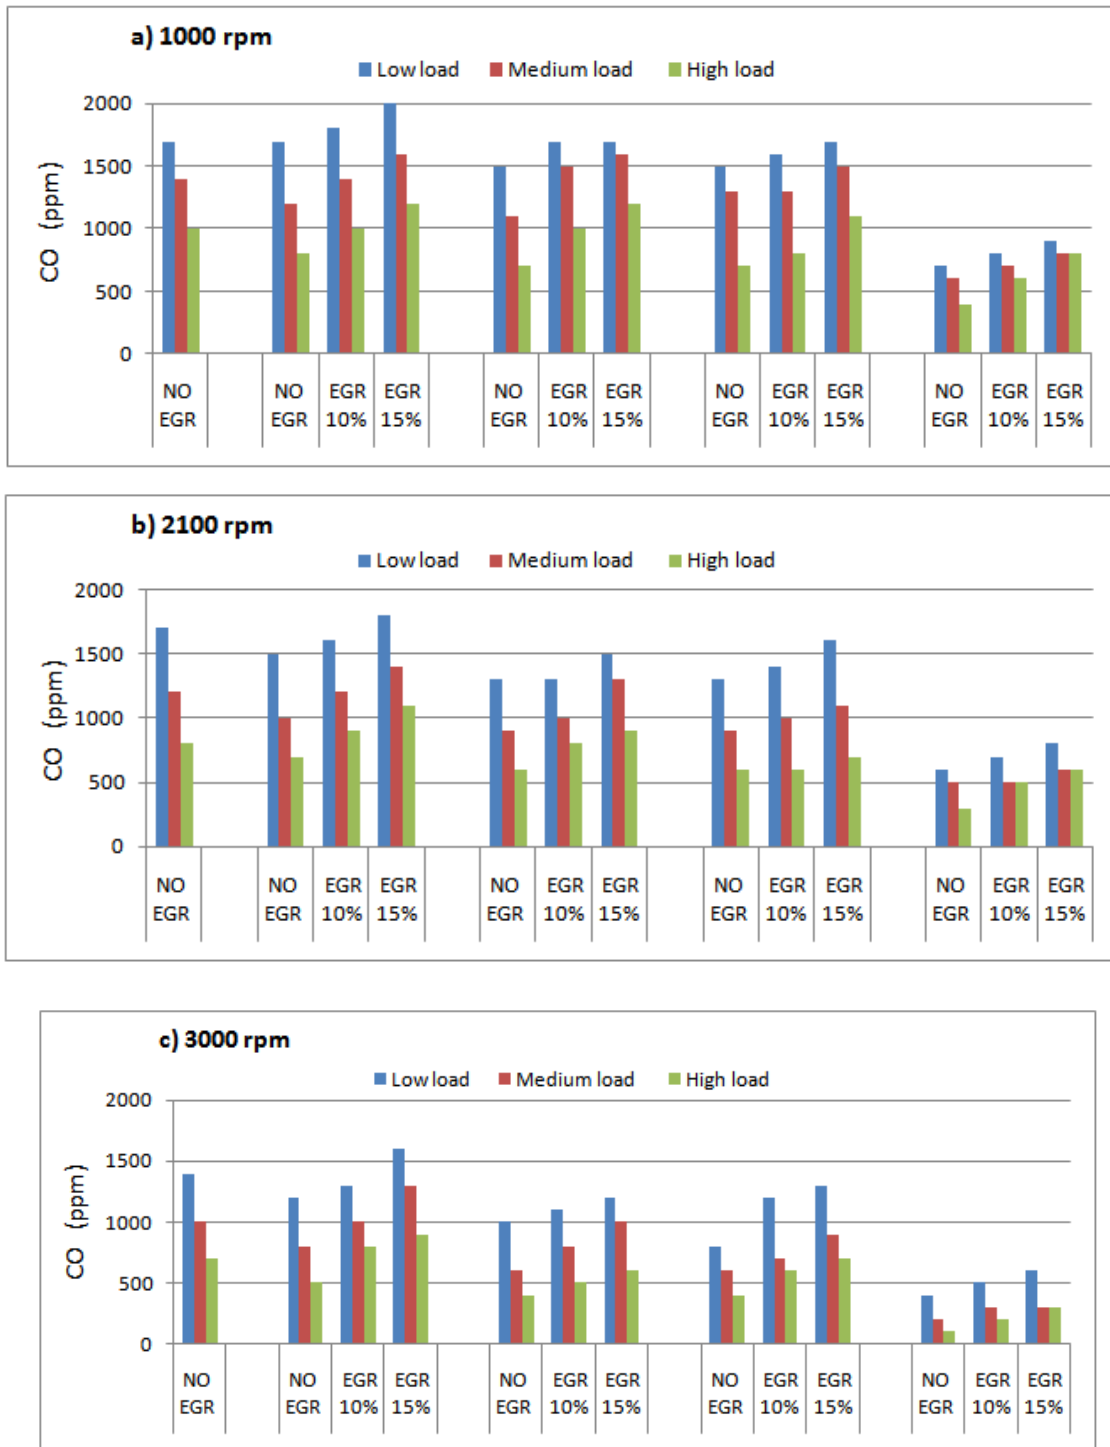 a) 1000 rpm
Low load Medium load High load
2000
1500
1000
500
0
CO (ppm)
NO NO EGR EGR NO EGR EGR NO EGR EGR NO EGR EGR
EGR EGR 10% 15% EGR 10% 15% EGR 10% 15% EGR 10% 15%
b) 2100 rpm
Low load Medium load High load
2000
1500
1000
500
0
CO (ppm)
NO NO EGR EGR NO EGR EGR NO EGR EGR NO EGR EGR
EGR EGR 10% 15% EGR 10% 15% EGR 10% 15% EGR 10% 15%
c) 3000 rpm
Low load Medium load High load
2000
1500
1000
500
0
CO (ppm)
NO NO EGR EGR NO EGR EGR NO EGR EGR NO EGR EGR
EGR EGR 10% 15% EGR 10% 15% EGR 10% 15% EGR 10% 15%